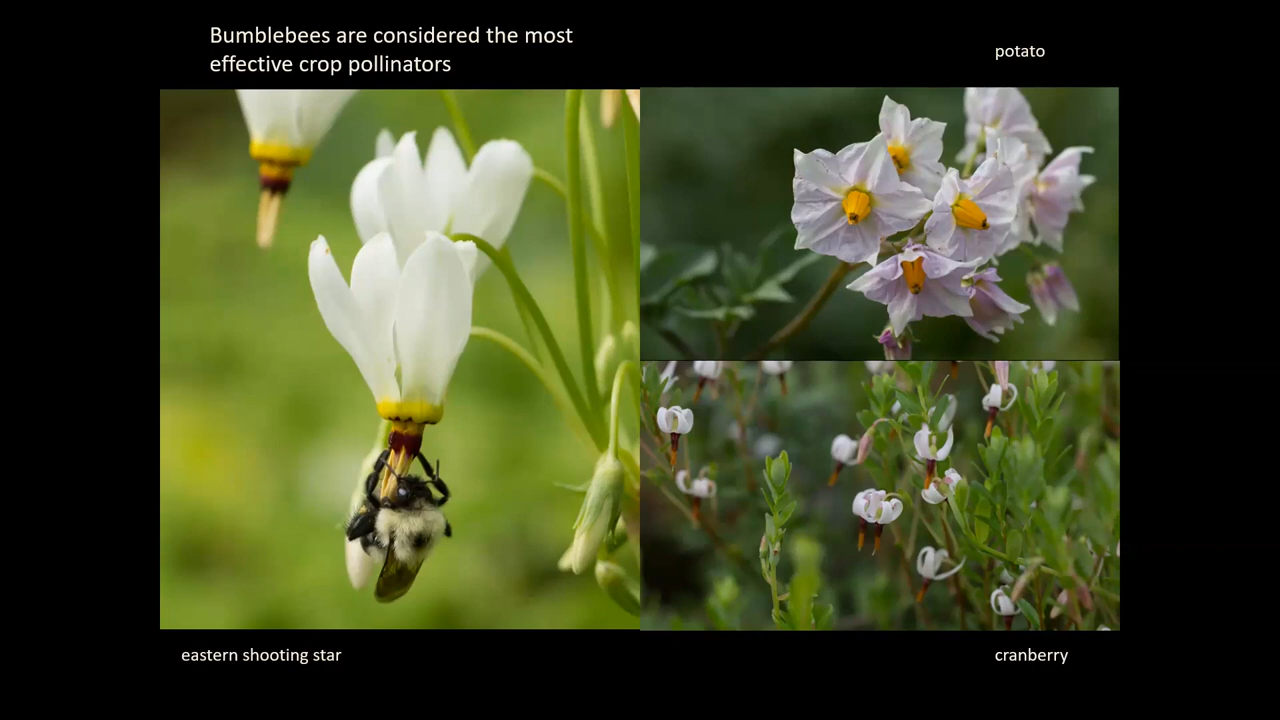 Bumblebees are considered the most
effective crop pollinators
potato
eastern shooting star
cranberry